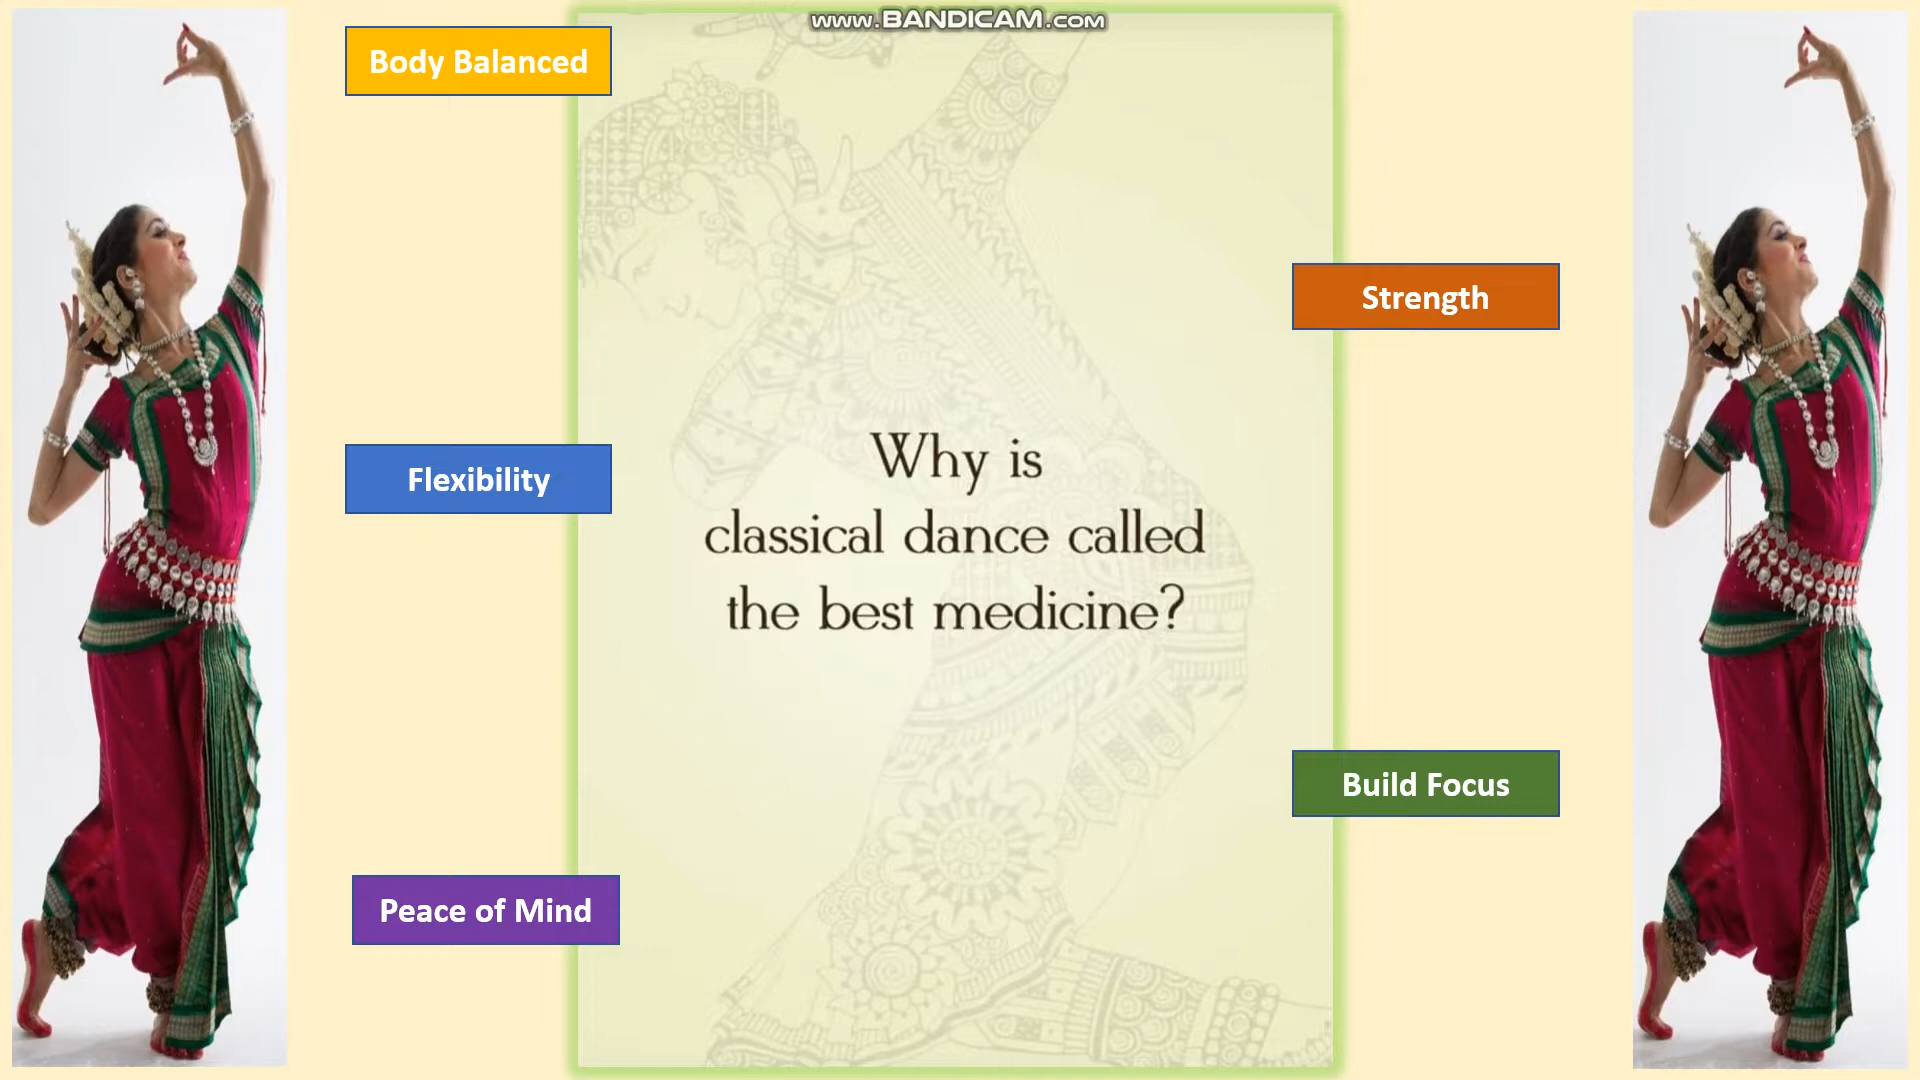 www.BANDICAM.com
Body Balanced
Strength
Flexibility
Why is
classical dance called
the best medicine?
Build Focus
Peace of Mind